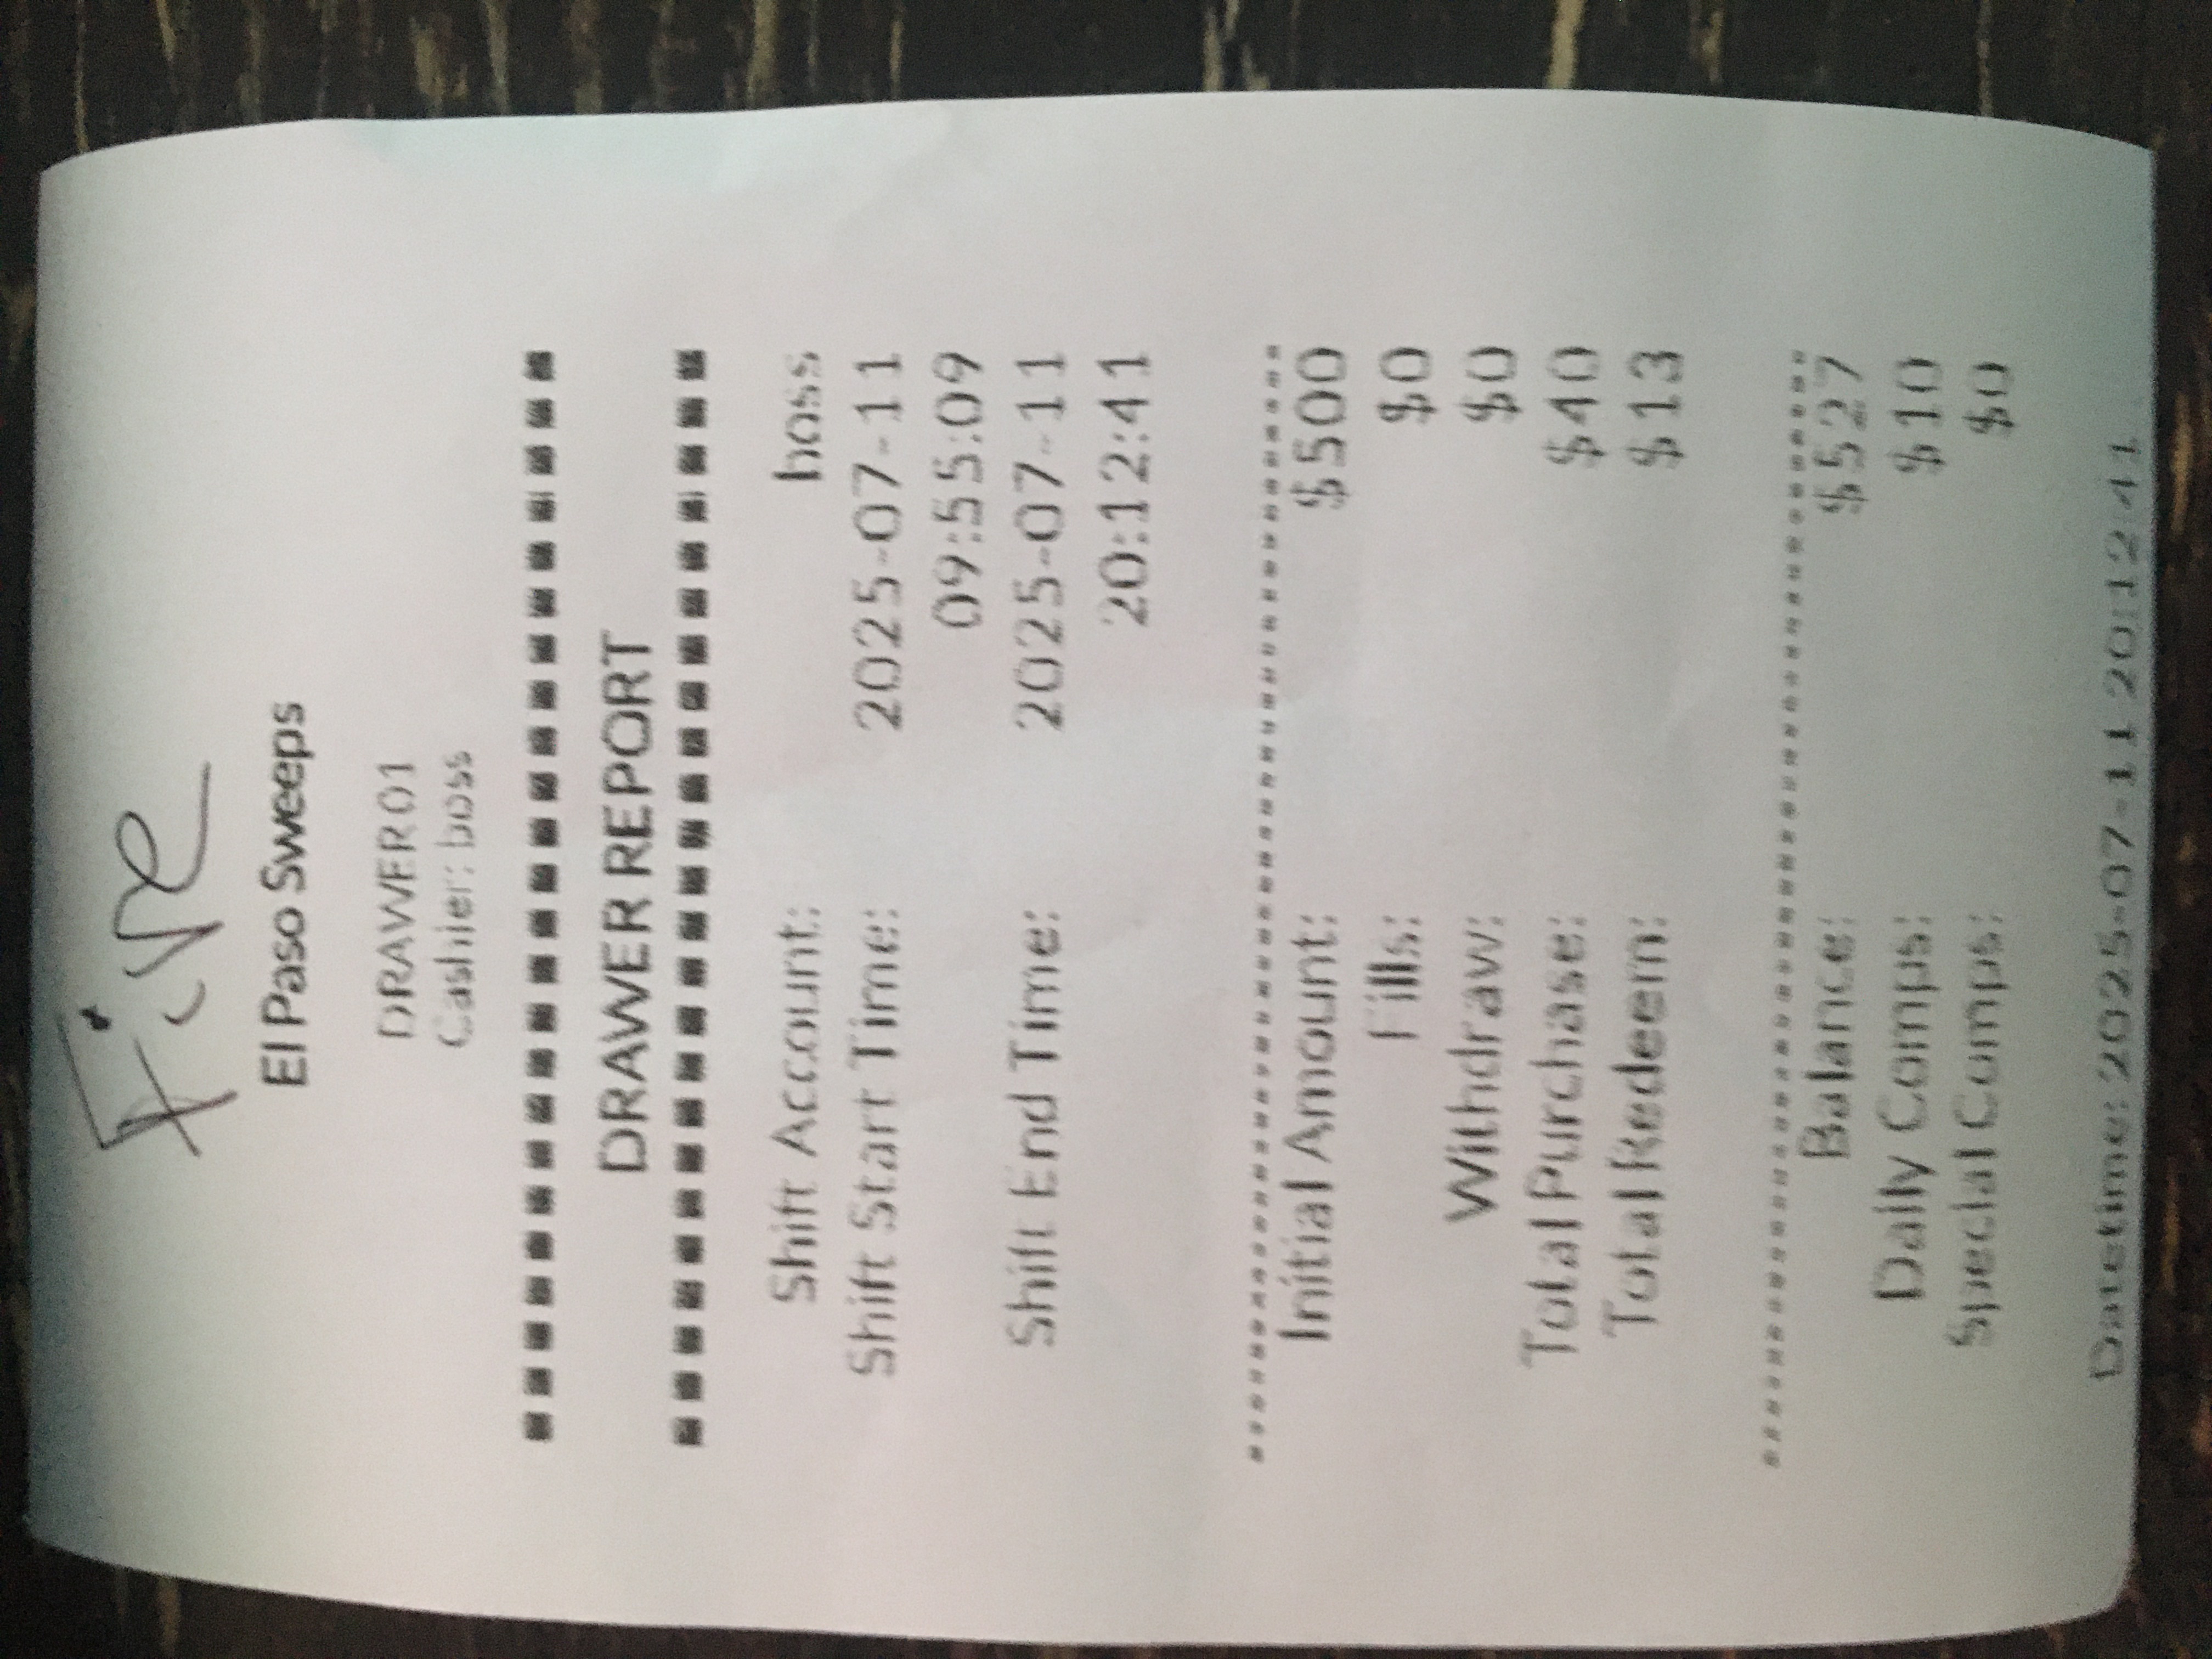 Five
El Paso Sweeps
DRAWER01
Cashier: boss
DRAWER REPORT
Shift Account: boss
Shift Start Time: 2025-07-11
09:55:09
Shift End Time: 2025-07-11
20:12:41
Initial Amount: $500
Fills: $0
Withdraw: $0
Total Purchase: $40
Total Redeem: $13
Balance: $527
Daily Comps: $10
Special Comps: $0
Datetime: 2025-07-11 20:12:41